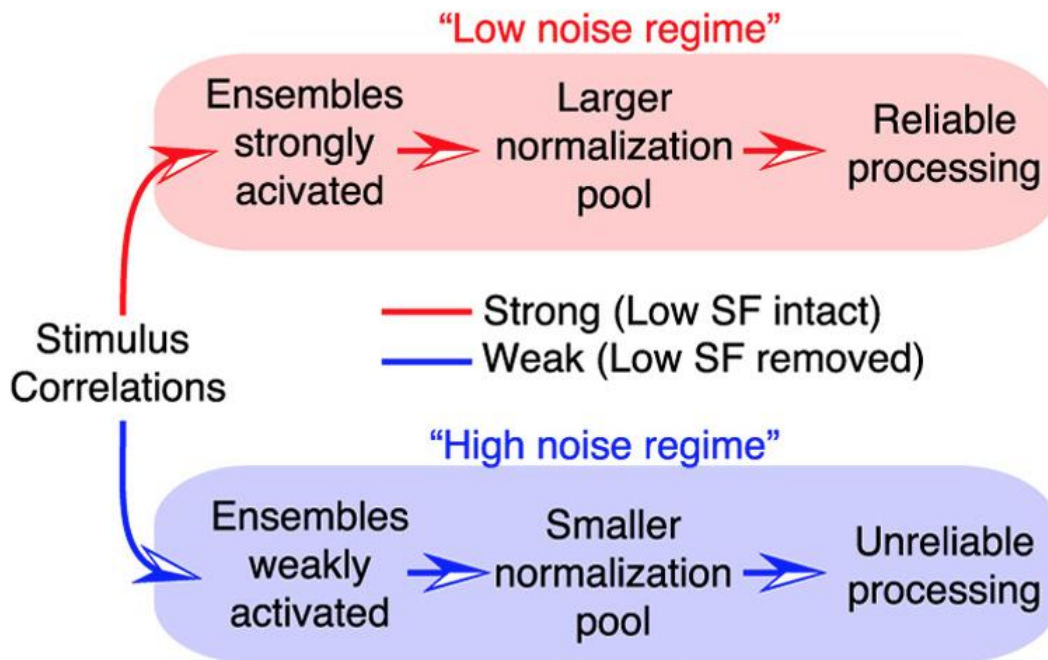 “Low noise regime”
Ensembles
strongly
acivated
Larger
normalization
pool
Reliable
processing
Stimulus
Correlations
Strong (Low SF intact)
Weak (Low SF removed)
“High noise regime”
Ensembles
weakly
activated
Smaller
normalization
pool
Unreliable
processing